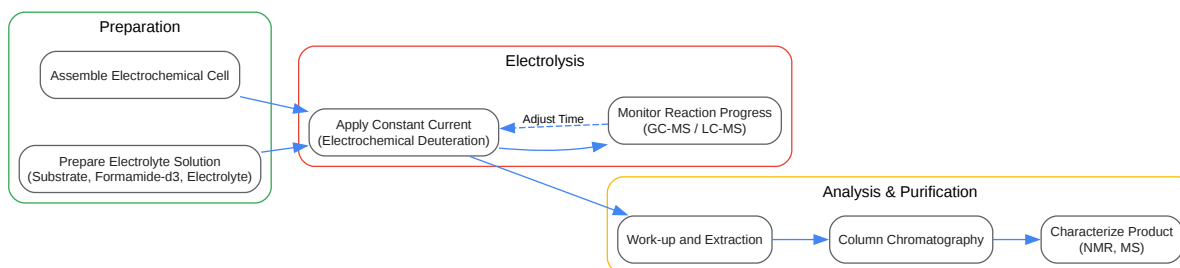 Preparation
Assemble Electrochemical Cell
Prepare Electrolyte Solution
(Substrate, Formamide-d3, Electrolyte)
Electrolysis
Apply Constant Current
(Electrochemical Deuteration)
Adjust Time
Monitor Reaction Progress
(GC-MS / LC-MS)
Analysis & Purification
Work-up and Extraction
Column Chromatography
Characterize Product
(NMR, MS)